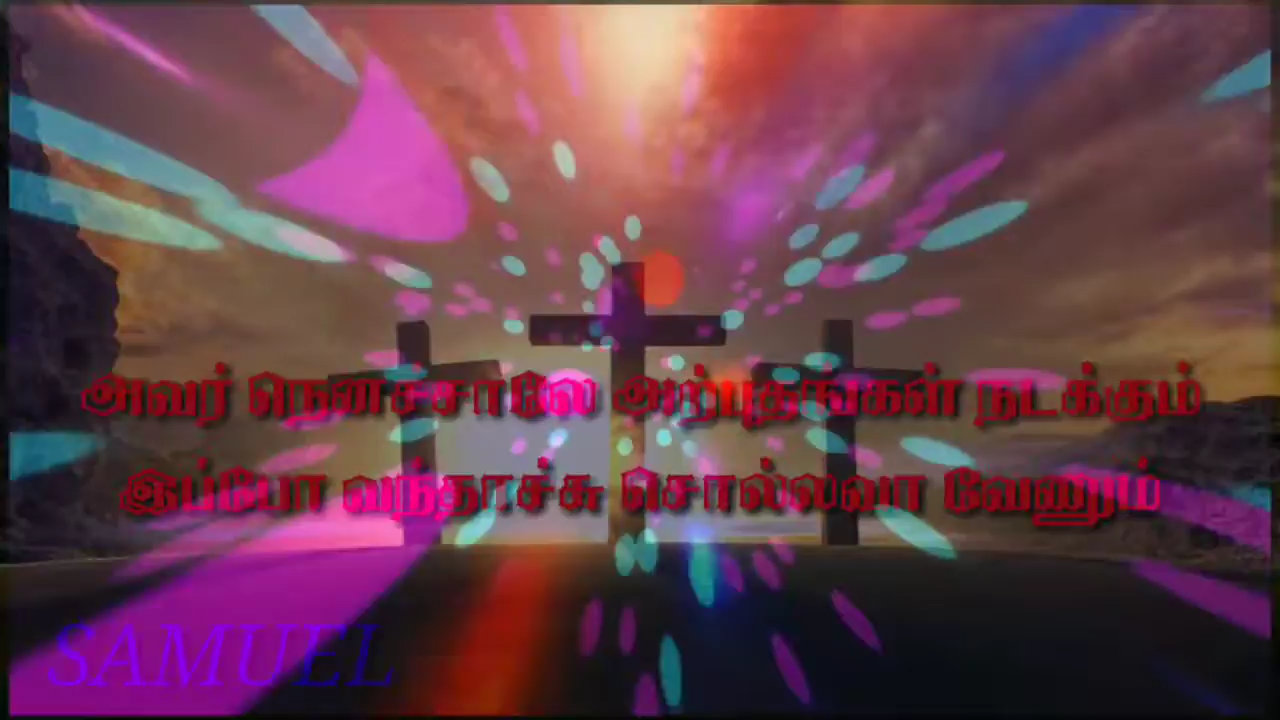 அவர் நெனச்சாலே அற்புதங்கள் நடக்கும்
இப்போ வந்தாச்சு சொல்லவா வேணும்
SAMUEL